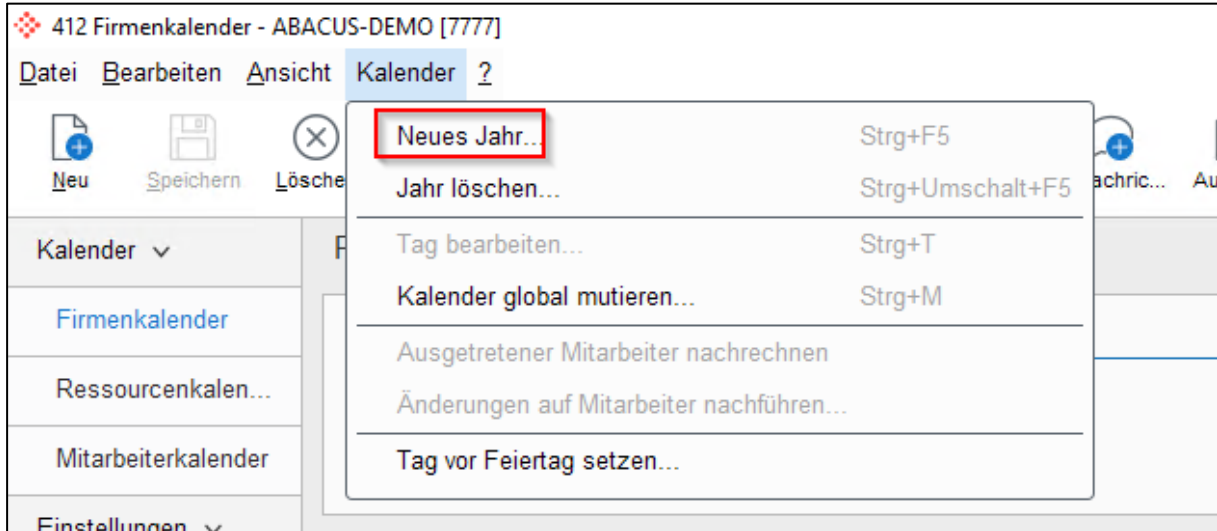 412 Firmenkalender - ABACUS-DEMO [7777]
Datei Bearbeiten Ansicht Kalender ?
Neu Speichern Lösche
Neues Jahr... Strg+F5
Jahr löschen... Strg+Umschalt+F5
achric...
Tag bearbeiten... Strg+T
Kalender global mutieren... Strg+M
Ausgetretener Mitarbeiter nachrechnen
Änderungen auf Mitarbeiter nachführen...
Tag vor Feiertag setzen...
Kalender
Firmenkalender
Ressourcenkalen...
Mitarbeiterkalender
Einstellungen